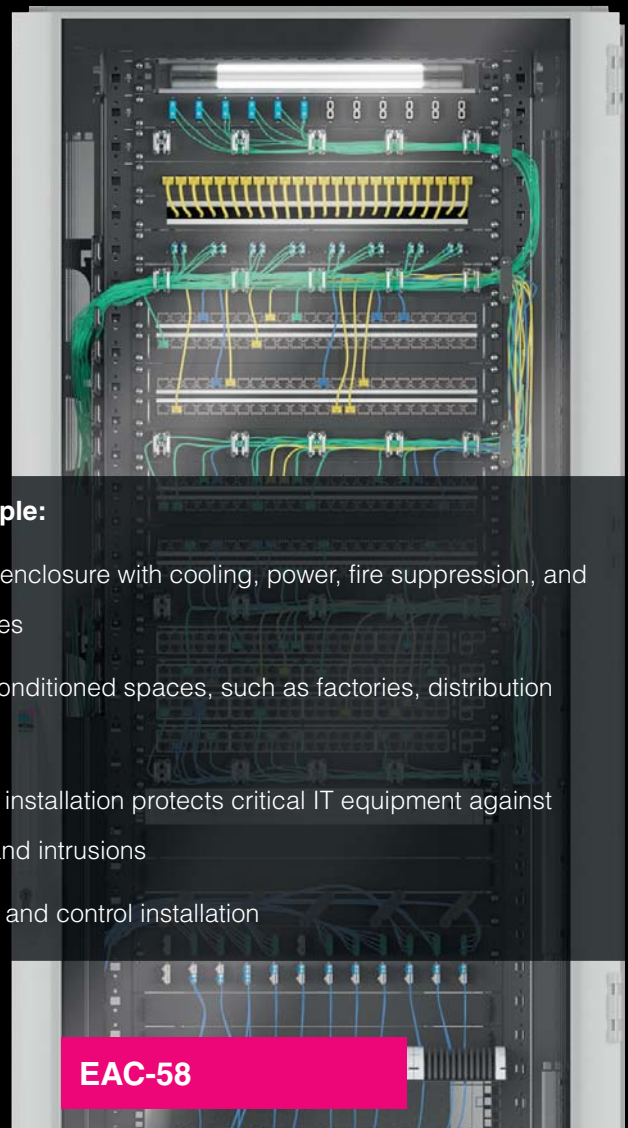 ple:
enclosure with cooling, power, fire suppression, and
es
onditioned spaces, such as factories, distribution
installation protects critical IT equipment against
and intrusions
and control installation
EAC-58